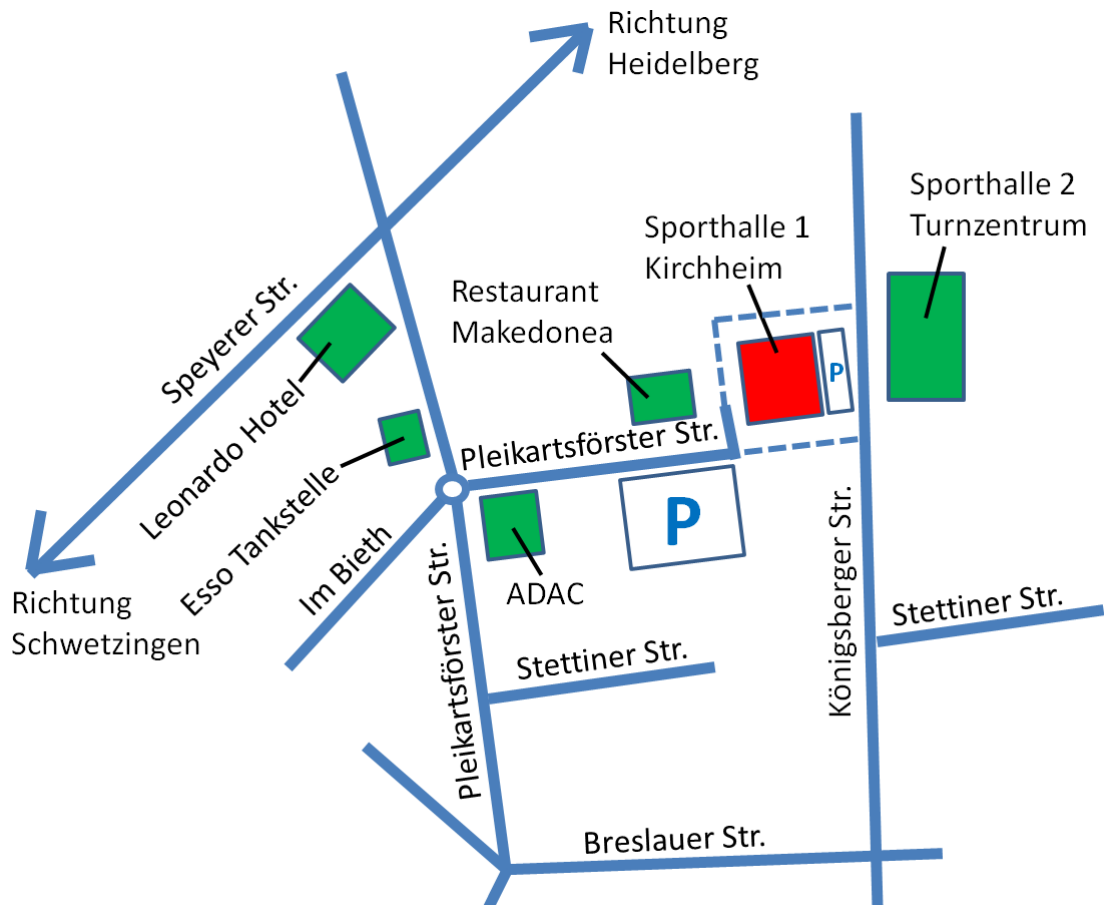 Richtung
Heidelberg
Sporthalle 2
Turnzentrum
Sporthalle 1
Kirchheim
Restaurant
Makedonea
Speyerer Str.
P
Leonardo Hotel
Pleikartsförster Str.
Esso Tankstelle
P
Im Bieth
ADAC
Richtung
Schwetzingen
Pleikartsförster Str.
Königsberger Str.
Stettiner Str.
Stettiner Str.
Breslauer Str.